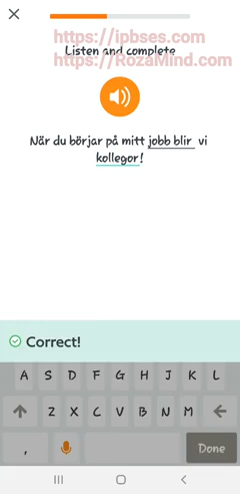 https://ipbses.com
Listen and complete
https://RozaMind.com
När du börjar på mitt jobb blir vi
kollegor!
Correct!
A S D F G H J K L
Z X C V B N M
, Done